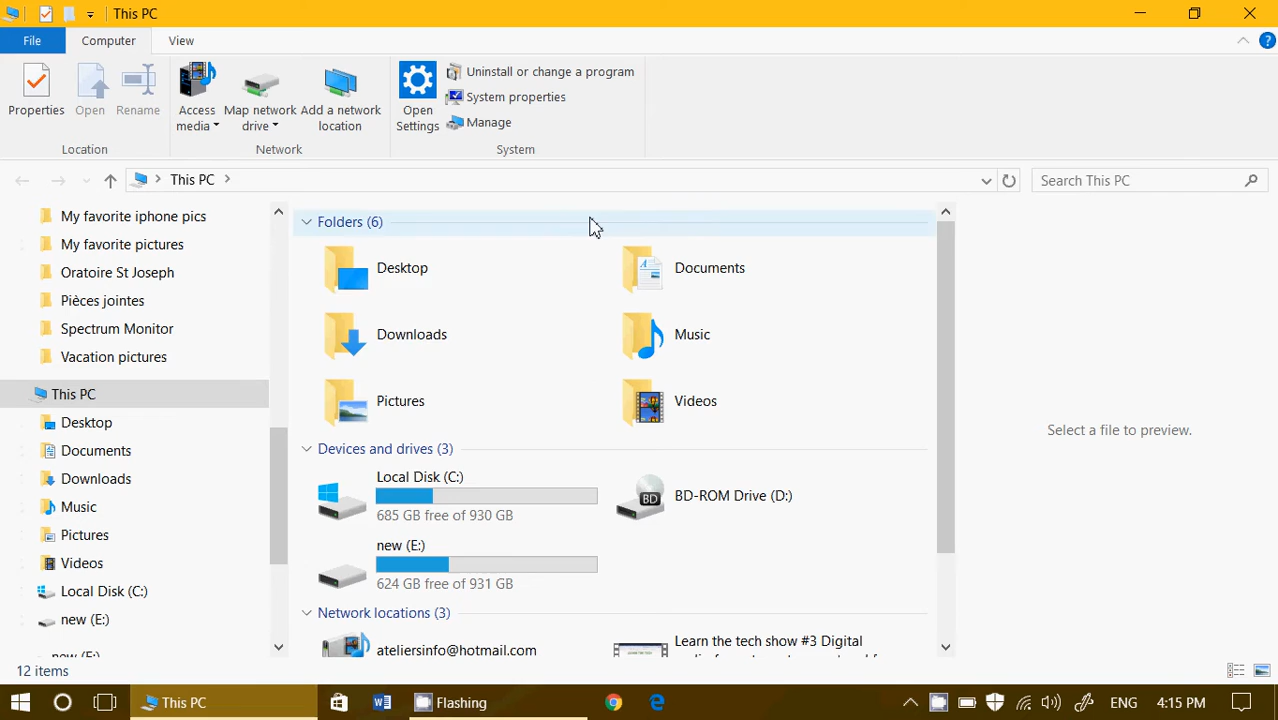 This PC
File Computer View
Properties Open Rename Access media Map network drive Add a network location Open Settings Uninstall or change a program
System properties
Manage
Location Network System
This PC Search This PC
My favorite iphone pics
My favorite pictures
Oratoire St Joseph
Pièces jointes
Spectrum Monitor
Vacation pictures
This PC
Desktop
Documents
Downloads
Music
Pictures
Videos
Local Disk (C:)
new (E:)
new (E:)
Folders (6)
Desktop Documents
Downloads Music
Pictures Videos
Devices and drives (3)
Local Disk (C:)
685 GB free of 930 GB
BD BD-ROM Drive (D:)
new (E:)
624 GB free of 931 GB
Network locations (3)
ateliersinfo@hotmail.com
Learn the tech show #3 Digital
Select a file to preview.
12 items
This PC Flashing ENG 4:15 PM